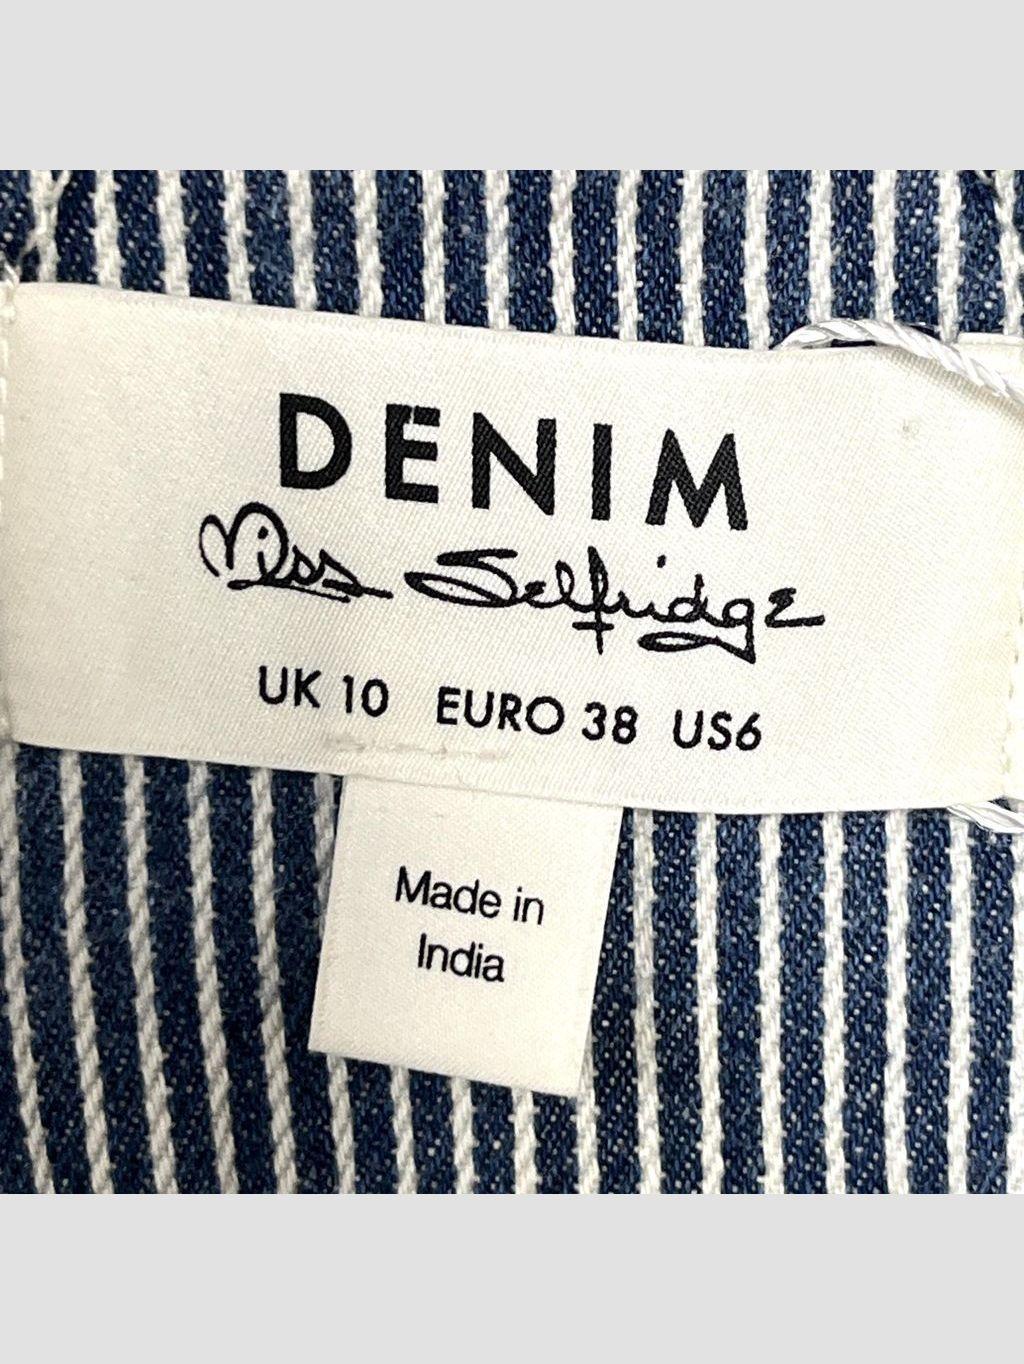 DENIM
Miss Selfridge
UK 10 EURO 38 US6
Made in
India